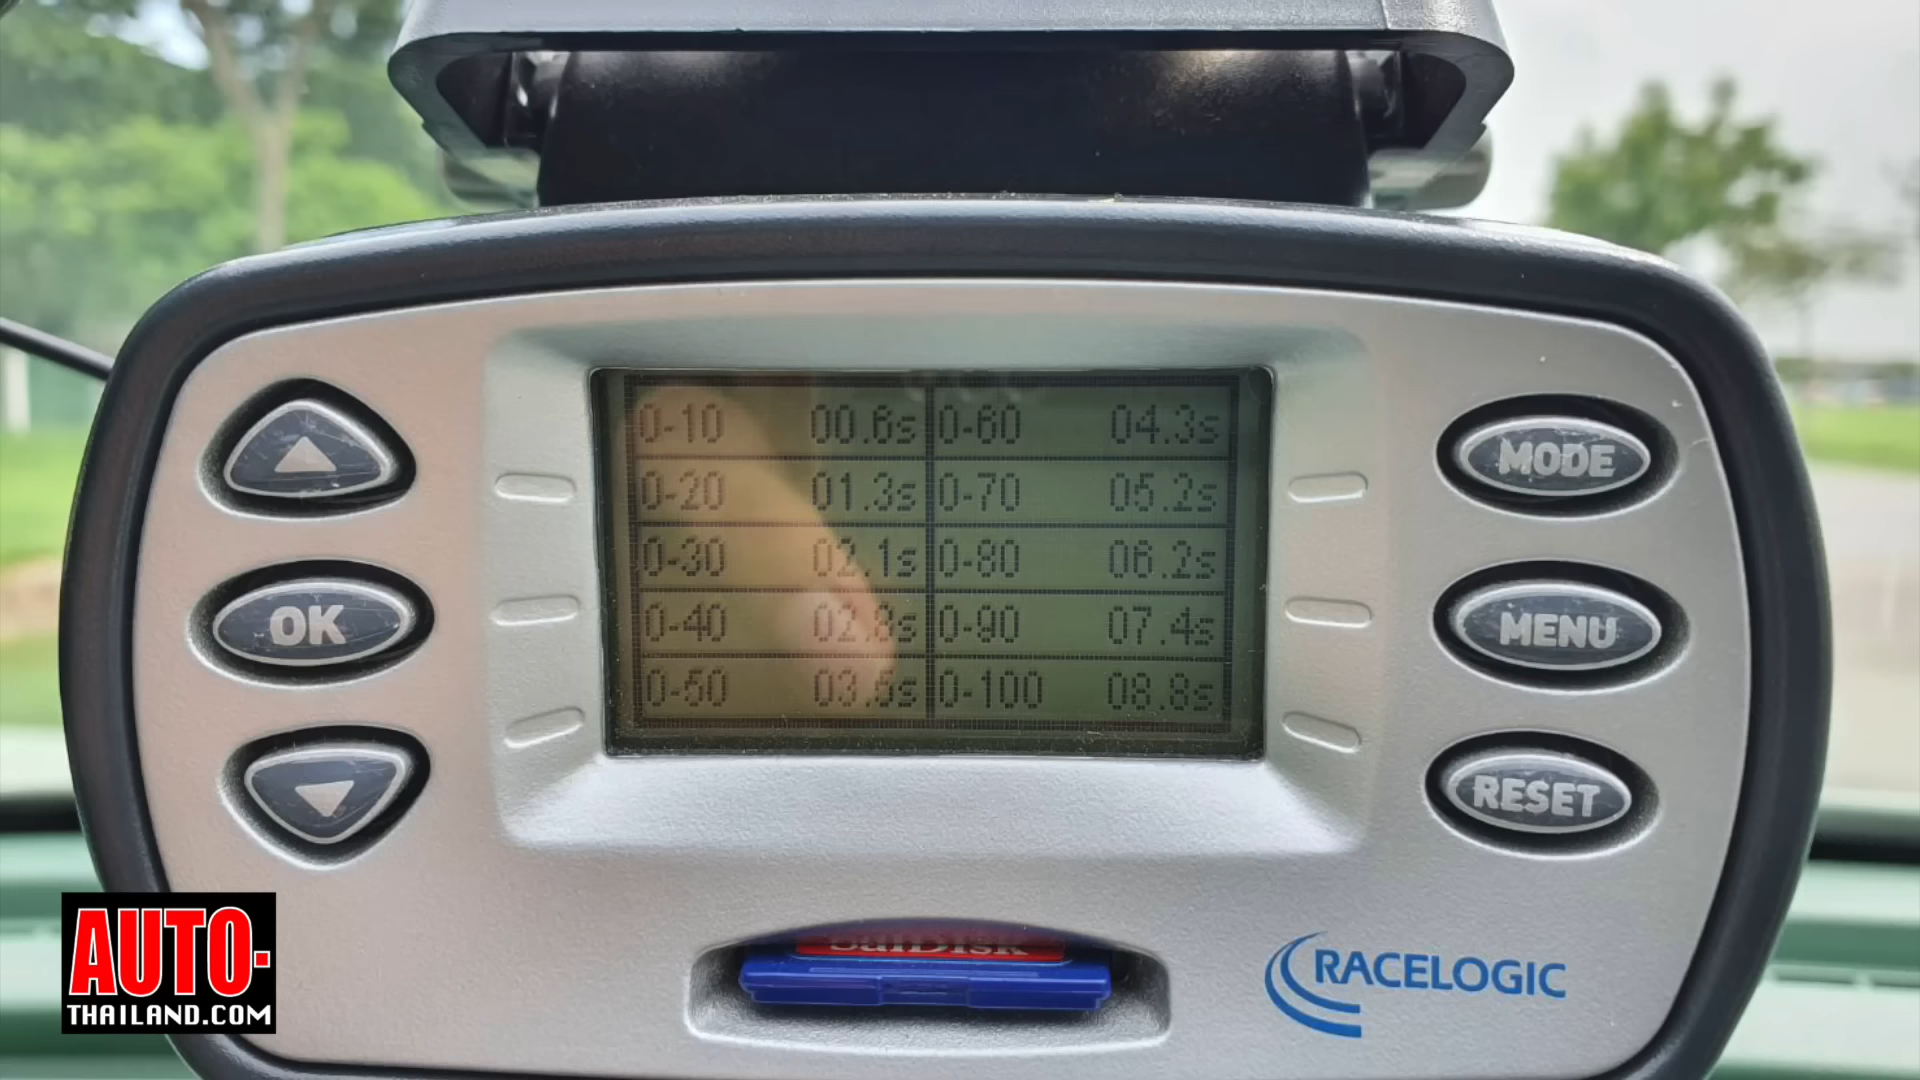 0-10 00.6s 0-60 04.3s
0-20 01.3s 0-70 05.2s
0-30 02.1s 0-80 06.2s
0-40 02.8s 0-90 07.4s
0-50 03.5s 0-100 08.8s
MODE
OK
MENU
RESET
SanDisk
RACELOGIC
AUTO-
THAILAND.COM